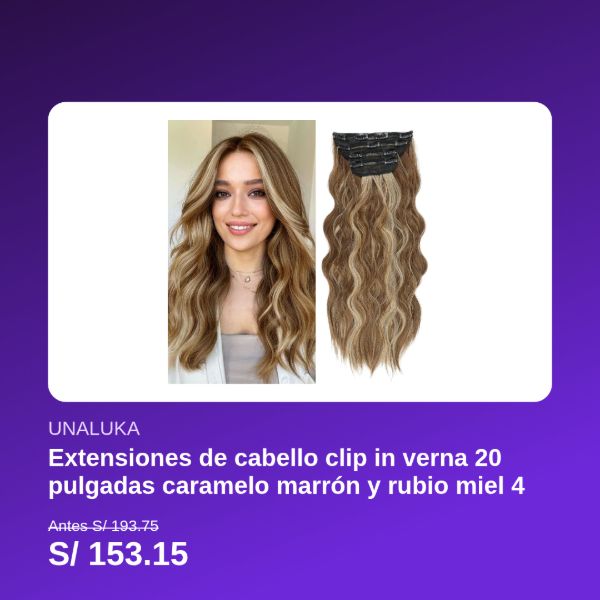 UNALUKA
Extensiones de cabello clip in verna 20
pulgadas caramelo marrón y rubio miel 4
Antes S/ 193.75
S/ 153.15